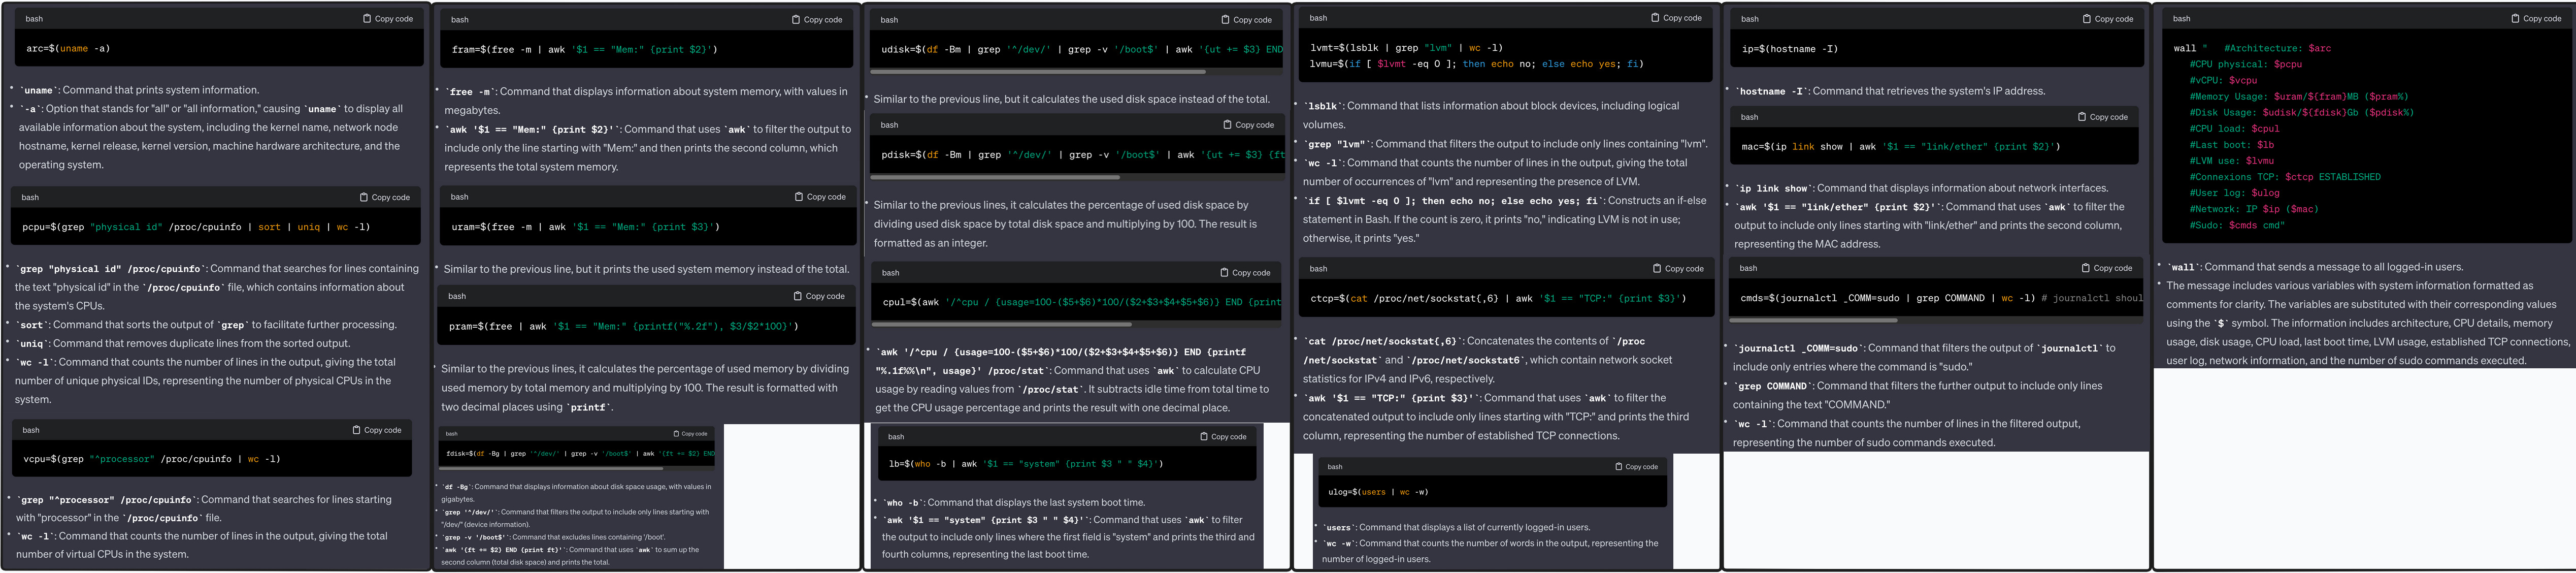 bash
Copy code
arc=$(uname -a)
• `uname`: Command that prints system information.
• `-a`: Option that stands for "all" or "all information," causing `uname` to display all
available information about the system, including the kernel name, network node
hostname, kernel release, kernel version, machine hardware architecture, and the
operating system.
bash
Copy code
pcpu=$(grep "physical id" /proc/cpuinfo | sort | uniq | wc -l)
• `grep "physical id" /proc/cpuinfo`: Command that searches for lines containing
the text "physical id" in the `/proc/cpuinfo` file, which contains information about
the system's CPUs.
• `sort`: Command that sorts the output of `grep` to facilitate further processing.
• `uniq`: Command that removes duplicate lines from the sorted output.
• `wc -l`: Command that counts the number of lines in the output, giving the total
number of unique physical IDs, representing the number of physical CPUs in the
system.
bash
Copy code
vcpu=$(grep "^processor" /proc/cpuinfo | wc -l)
• `grep "^processor" /proc/cpuinfo`: Command that searches for lines starting
with "processor" in the `/proc/cpuinfo` file.
• `wc -l`: Command that counts the number of lines in the output, giving the total
number of virtual CPUs in the system.
bash
Copy code
fram=$(free -m | awk '$1 == "Mem:" {print $2}')
• `free -m`: Command that displays information about system memory, with values in
megabytes.
• `awk '$1 == "Mem:" {print $2}'`: Command that uses `awk` to filter the output to
include only the line starting with "Mem:" and then prints the second column, which
represents the total system memory.
bash
Copy code
uram=$(free -m | awk '$1 == "Mem:" {print $3}')
• Similar to the previous line, but it prints the used system memory instead of the total.
bash
Copy code
pram=$(free | awk '$1 == "Mem:" {printf("%.2f"), $3/$2*100}')
• Similar to the previous lines, it calculates the percentage of used memory by dividing
used memory by total memory and multiplying by 100. The result is formatted with
two decimal places using `printf`.
bash
Copy code
fdisk=$(df -Bg | grep '^/dev/' | grep -v '/boot$' | awk '{ft += $2} END
• `df -Bg`: Command that displays information about disk space usage, with values in
gigabytes.
• `grep '^/dev/'`: Command that filters the output to include only lines starting with
"/dev/" (device information).
• `grep -v '/boot$'`: Command that excludes lines containing '/boot'.
• `awk '{ft += $2} END {print ft}'`: Command that uses `awk` to sum up the
second column (total disk space) and prints the total.
bash
Copy code
udisk=$(df -Bm | grep '^/dev/' | grep -v '/boot$' | awk '{ut += $3} END
• Similar to the previous line, but it calculates the used disk space instead of the total.
bash
Copy code
pdisk=$(df -Bm | grep '^/dev/' | grep -v '/boot$' | awk '{ut += $3} {ft
• Similar to the previous lines, it calculates the percentage of used disk space by
dividing used disk space by total disk space and multiplying by 100. The result is
formatted as an integer.
bash
Copy code
cpul=$(awk '/^cpu / {usage=100-($5+$6)*100/($2+$3+$4+$5+$6)} END {print
• `awk '/^cpu / {usage=100-($5+$6)*100/($2+$3+$4+$5+$6)} END {printf
"%.1f%%\n", usage}' /proc/stat`: Command that uses `awk` to calculate CPU
usage by reading values from `/proc/stat`. It subtracts idle time from total time to
get the CPU usage percentage and prints the result with one decimal place.
bash
Copy code
lb=$(who -b | awk '$1 == "system" {print $3 " " $4}')
• `who -b`: Command that displays the last system boot time.
• `awk '$1 == "system" {print $3 " " $4}'`: Command that uses `awk` to filter
the output to include only lines where the first field is "system" and prints the third and
fourth columns, representing the last boot time.
bash
Copy code
lvmt=$(lsblk | grep "lvm" | wc -l)
lvmu=$(if [ $lvmt -eq 0 ]; then echo no; else echo yes; fi)
• `lsblk`: Command that lists information about block devices, including logical
volumes.
• `grep "lvm"`: Command that filters the output to include only lines containing "lvm".
• `wc -l`: Command that counts the number of lines in the output, giving the total
number of occurrences of "lvm" and representing the presence of LVM.
• `if [ $lvmt -eq 0 ]; then echo no; else echo yes; fi`: Constructs an if-else
statement in Bash. If the count is zero, it prints "no," indicating LVM is not in use;
otherwise, it prints "yes."
bash
Copy code
ctcp=$(cat /proc/net/sockstat{,6} | awk '$1 == "TCP:" {print $3}')
• `cat /proc/net/sockstat{,6}`: Concatenates the contents of `/proc
/net/sockstat` and `/proc/net/sockstat6`, which contain network socket
statistics for IPv4 and IPv6, respectively.
• `awk '$1 == "TCP:" {print $3}'`: Command that uses `awk` to filter the
concatenated output to include only lines starting with "TCP:" and prints the third
column, representing the number of established TCP connections.
bash
Copy code
ulog=$(users | wc -w)
• `users`: Command that displays a list of currently logged-in users.
• `wc -w`: Command that counts the number of words in the output, representing the
number of logged-in users.
bash
Copy code
ip=$(hostname -I)
• `hostname -I`: Command that retrieves the system's IP address.
bash
Copy code
mac=$(ip link show | awk '$1 == "link/ether" {print $2}')
• `ip link show`: Command that displays information about network interfaces.
• `awk '$1 == "link/ether" {print $2}'`: Command that uses `awk` to filter the
output to include only lines starting with "link/ether" and prints the second column,
representing the MAC address.
bash
Copy code
cmds=$(journalctl _COMM=sudo | grep COMMAND | wc -l) # journalctl shoul
• `journalctl _COMM=sudo`: Command that filters the output of `journalctl` to
include only entries where the command is "sudo."
• `grep COMMAND`: Command that filters the further output to include only lines
containing the text "COMMAND."
• `wc -l`: Command that counts the number of lines in the filtered output,
representing the number of sudo commands executed.
bash
Copy code
wall " #Architecture: $arc
#CPU physical: $pcpu
#vCPU: $vcpu
#Memory Usage: $uram/${fram}MB ($pram%)
#Disk Usage: $udisk/${fdisk}Gb ($pdisk%)
#CPU load: $cpul
#Last boot: $lb
#LVM use: $lvmu
#Connexions TCP: $ctcp ESTABLISHED
#User log: $ulog
#Network: IP $ip ($mac)
#Sudo: $cmds cmd"
• `wall`: Command that sends a message to all logged-in users.
• The message includes various variables with system information formatted as
comments for clarity. The variables are substituted with their corresponding values
using the `$` symbol. The information includes architecture, CPU details, memory
usage, disk usage, CPU load, last boot time, LVM usage, established TCP connections,
user log, network information, and the number of sudo commands executed.